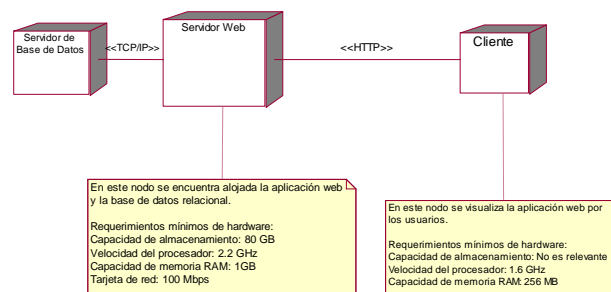 Servidor de
Base de Datos
<<TCP/IP>>
Servidor Web
<<HTTP>>
Cliente
En este nodo se encuentra alojada la aplicación web
y la base de datos relacional.
Requerimientos mínimos de hardware:
Capacidad de almacenamiento: 80 GB
Velocidad del procesador: 2.2 GHz
Capacidad de memoria RAM: 1GB
Tarjeta de red: 100 Mbps
En este nodo se visualiza la aplicación web por
los usuarios.
Requerimientos mínimos de hardware:
Capacidad de almacenamiento: No es relevante
Velocidad del procesador: 1.6 GHz
Capacidad de memoria RAM: 256 MB